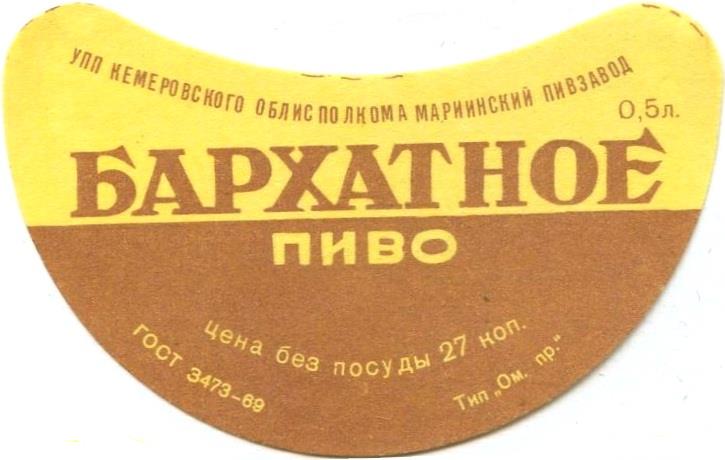 УПП КЕМЕРОВСКОГО ОБЛИСПОЛКОМА МАРИИНСКИЙ ПИВЗАВОД
0,5л.
БАРХАТНОЕ
ПИВО
цена без посуды 27 коп.
ГОСТ 3473-69
Тип „Ом. пр."